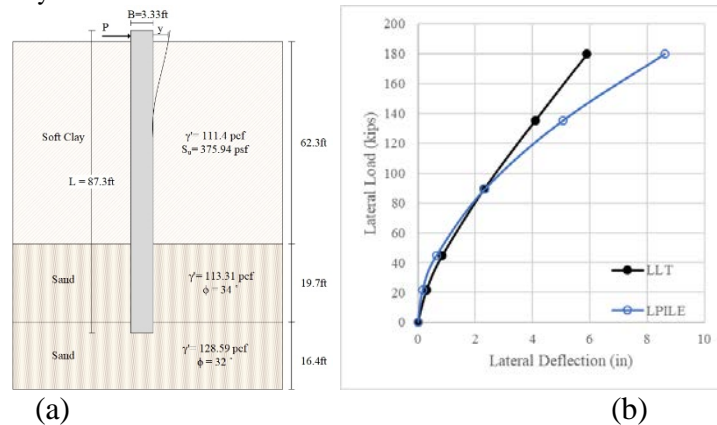 B=3.33ft
P
y
Soft Clay
γ'= 111.4 pcf
Su= 375.94 psf
62.3ft
L = 87.3ft
Sand
γ'= 113.31 pcf
ϕ = 34 °
19.7ft
Sand
γ'= 128.59 pcf
ϕ = 32 °
16.4ft
(a)
200
180
160
140
120
100
80
60
40
20
0
Lateral Load (kips)
LLT
LPILE
0 2 4 6 8 10
Lateral Deflection (in)
(b)